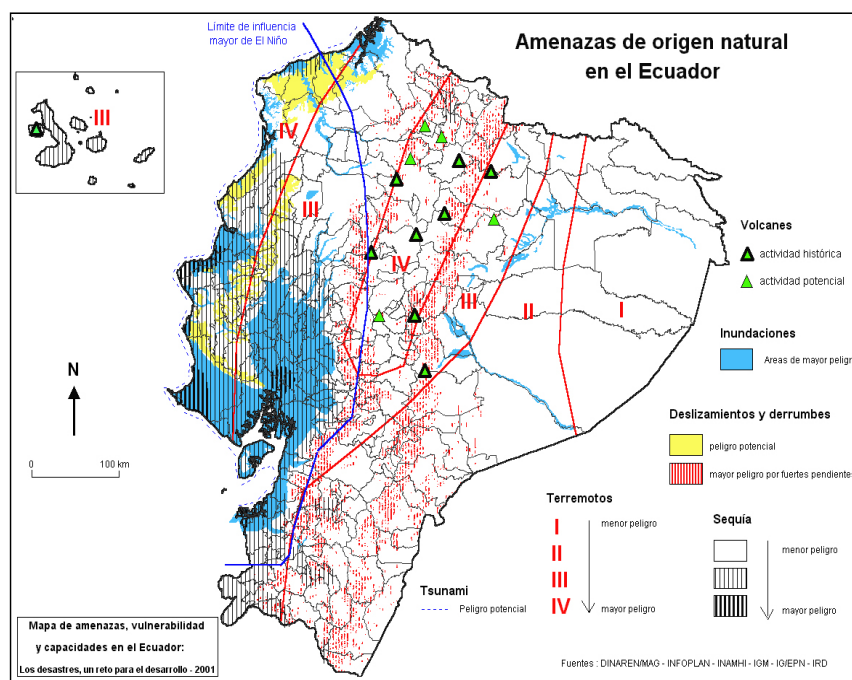 Límite de influencia
mayor de El Niño
Amenazas de origen natural
en el Ecuador
III
IV
III
IV
III
II
I
Volcanes
actividad histórica
actividad potencial
Inundaciones
Areas de mayor peligr
N
0 100 km
Deslizamientos y derrumbes
peligro potencial
mayor peligro por fuertes pendientes
Terremotos
I menor peligro
II
III
IV mayor peligro
Sequía
menor peligro
mayor peligro
Tsunami
Peligro potencial
Mapa de amenazas, vulnerabilidad
y capacidades en el Ecuador:
Los desastres, un reto para el desarrollo - 2001
Fuentes : DINAREN/MAG - INFOPLAN - INAMHI - IGM - IG/EPN - IRD